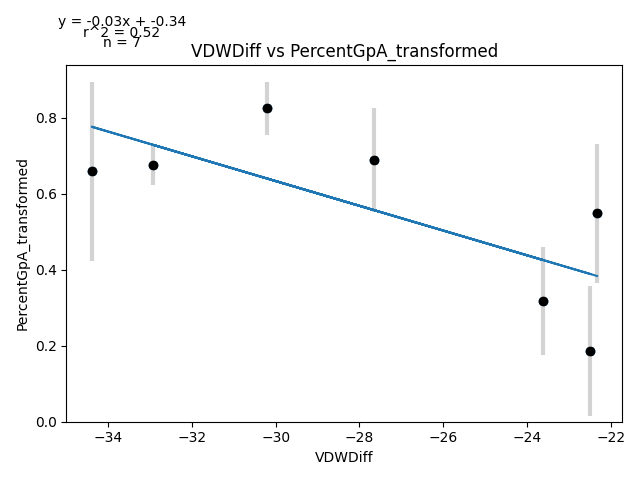 y = -0.03x + -0.34
r^2 = 0.52
n = 7
VDWDiff vs PercentGpA_transformed
PercentGpA_transformed
0.8
0.6
0.4
0.2
0.0
−34
−32
−30
−28
−26
−24
−22
VDWDiff